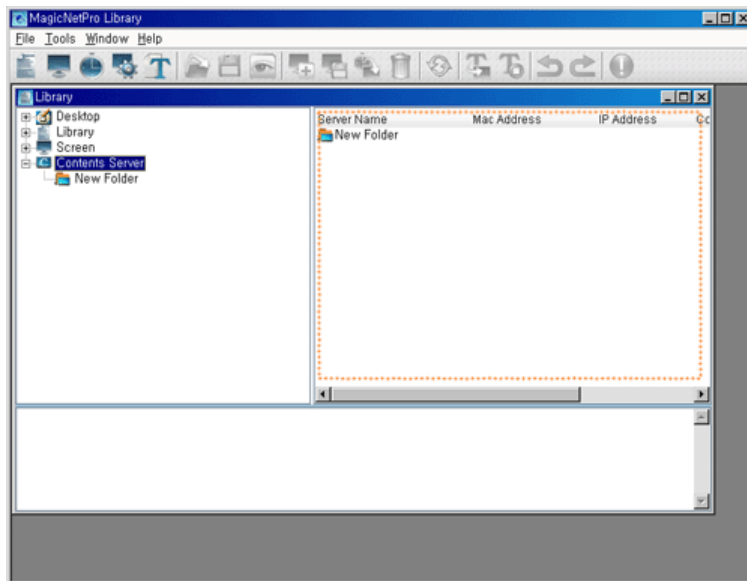 MagicNetPro Library
File Tools Window Help
Library
Desktop
Library
Screen
Contents Server
New Folder
Server Name Mac Address IP Address
New Folder